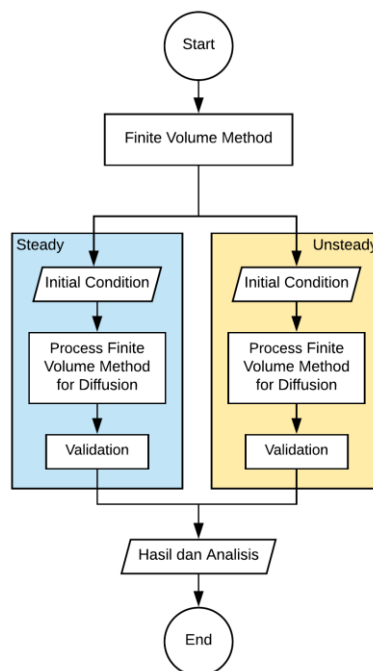 Start
Finite Volume Method
Steady
Initial Condition
Process Finite
Volume Method
for Diffusion
Validation
Unsteady
Initial Condition
Process Finite
Volume Method
for Diffusion
Validation
Hasil dan Analisis
End